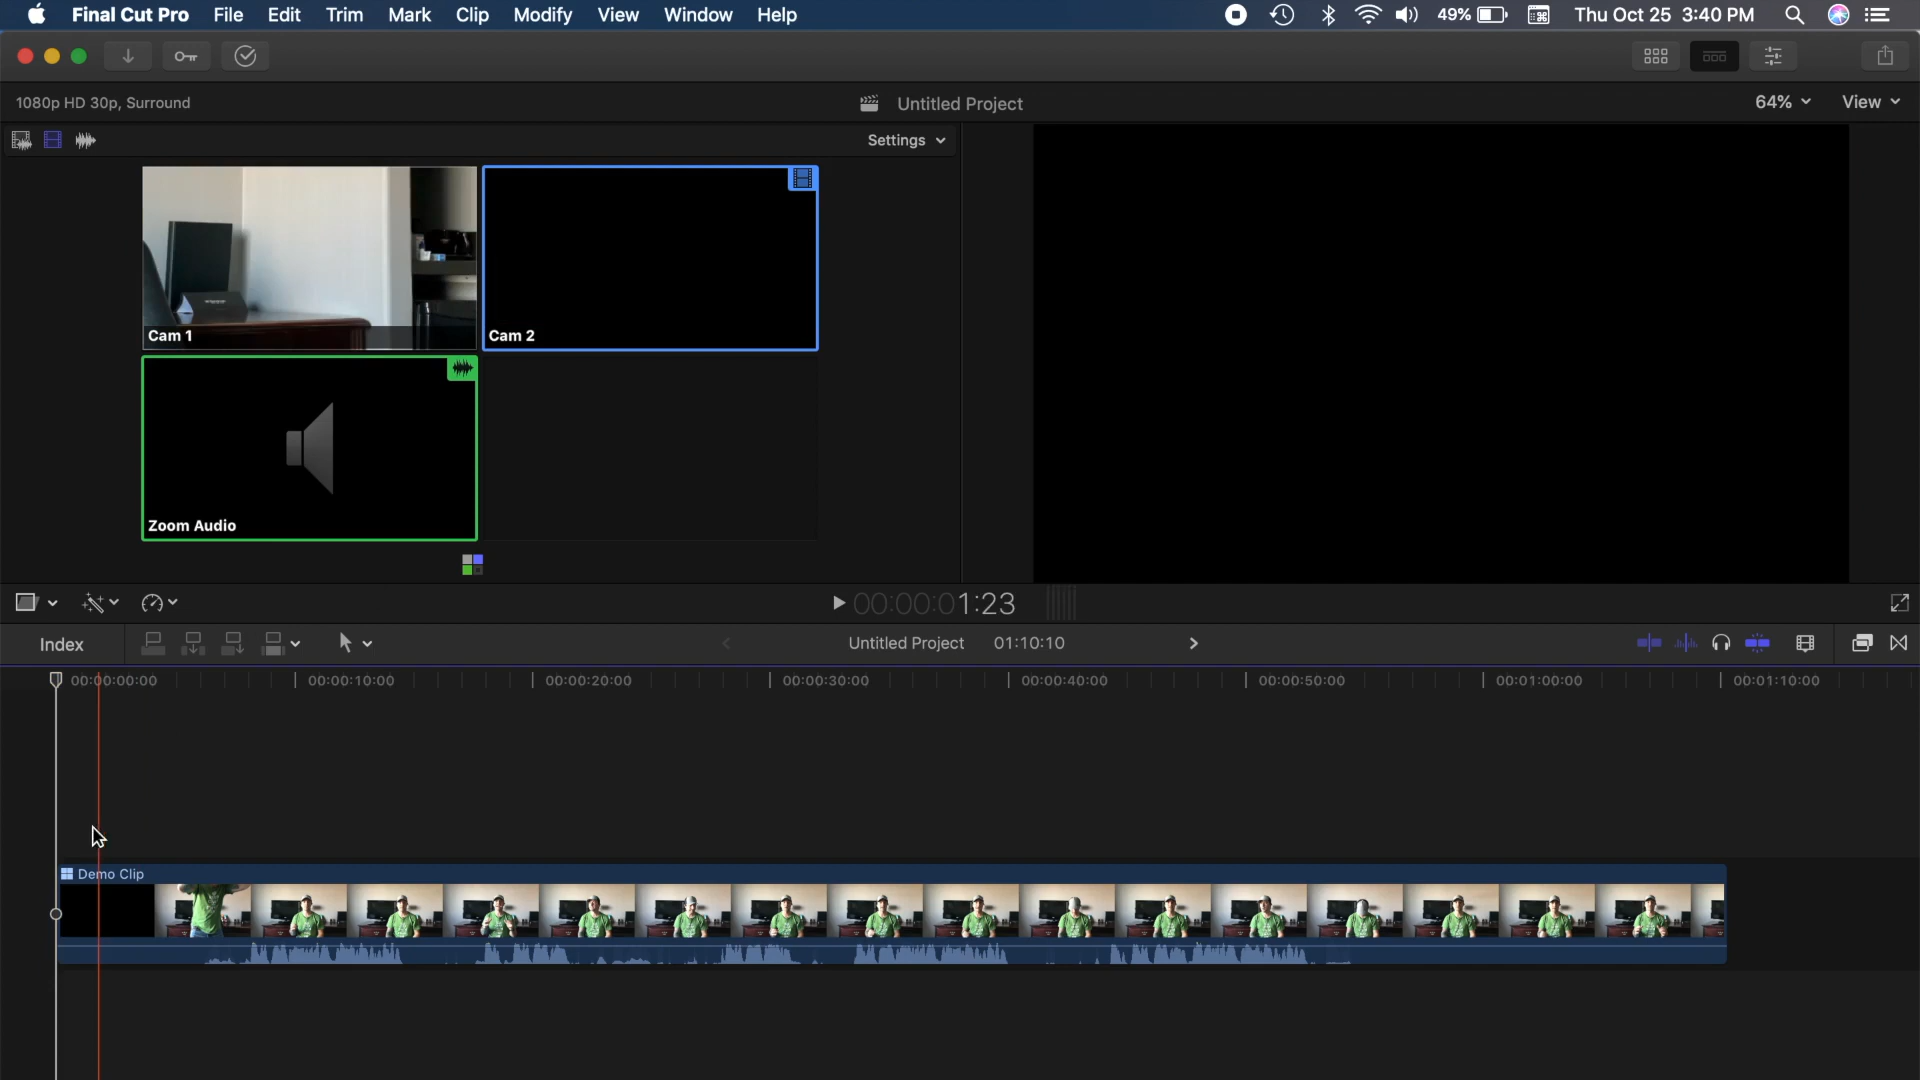 Final Cut Pro File Edit Trim Mark Clip Modify View Window Help 49% Thu Oct 25 3:40 PM
1080p HD 30p, Surround Untitled Project 64% View
Settings
Cam 1 Cam 2
Zoom Audio
00:00:01:23
Index Untitled Project 01:10:10
00:00:00:00 00:00:10:00 00:00:20:00 00:00:30:00 00:00:40:00 00:00:50:00 00:01:00:00 00:01:10:00
Demo Clip